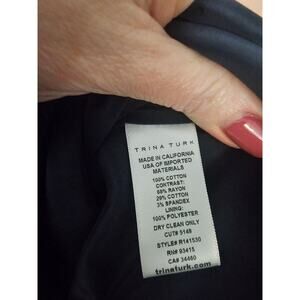 TRINA TURK
MADE IN CALIFORNIA
USA OF IMPORTED
MATERIALS
100% COTTON
CONTRAST:
68% RAYON
29% COTTON
3% SPANDEX
LINING:
100% POLYESTER
DRY CLEAN ONLY
CUT# 5148
STYLE# R141530
RN# 93415
CA# 34460
trinaturk.com